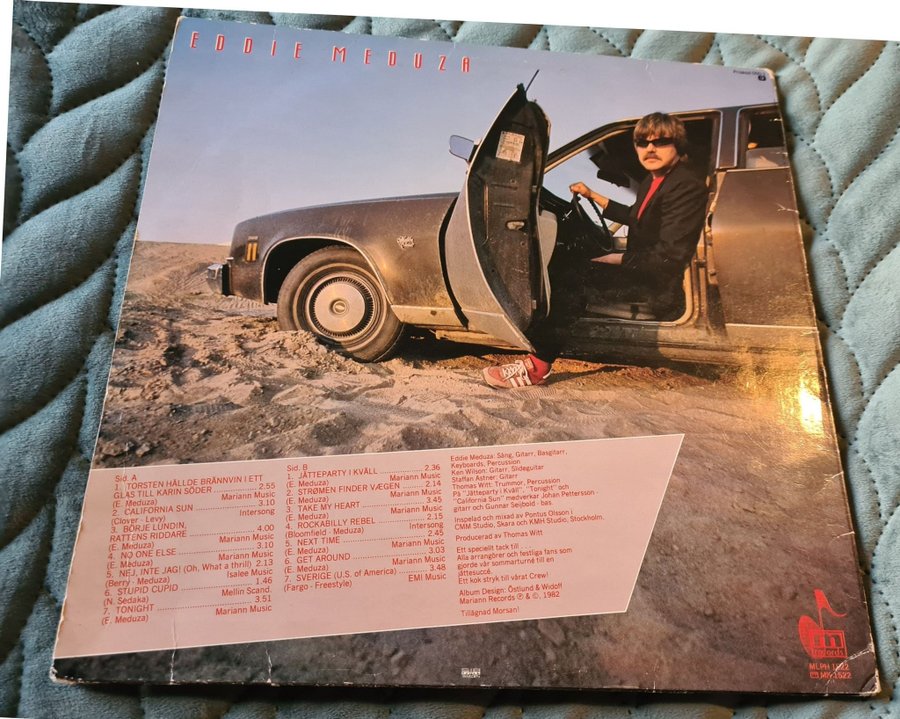 EDDIE MEDUZA
Sid. A
1. TORSTEN HÄLLDE BRÄNNVIN I ETT
GLAS TILL KARIN SÖDER 2.55
(E. Meduza) Mariann Music
2. CALIFORNIA SUN 3.10
(Clover - Levy) Intersong
3. BÖRJE LUNDIN,
RATTENS RIDDARE 4.00
(E. Meduza) Mariann Music
4. NO ONE ELSE 3.10
(E. Meduza) Mariann Music
5. NEJ, INTE JAG! (Oh, What a thrill) 2.13
(Berry - Meduza) Isalee Music
6. STUPID CUPID 1.46
(N. Sedaka) Mellin Scand.
7. TONIGHT 3.51
(E. Meduza) Mariann Music
Sid. B
1. JÄTTEPARTY I KVÄLL 2.36
(E. Meduza) Mariann Music
2. STRØMEN FINDER VÆGEN 2.14
(E. Meduza) Mariann Music
3. TAKE MY HEART 3.45
(E. Meduza) Mariann Music
4. ROCKABILLY REBEL 2.15
(Bloomfield - Meduza) Intersong
5. NEXT TIME 2.45
(E. Meduza) Mariann Music
6. GET AROUND 3.03
(E. Meduza) Mariann Music
7. SVERIGE (U.S. of America) 3.48
(Fargo - Freestyle) EMI Music
Eddie Meduza: Sång, Gitarr, Basgitarr,
Keyboards, Percussion
Ken Wilson: Gitarr, Slideguitar
Staffan Astner: Gitarr
Thomas Witt: Trummor, Percussion
På "Jätteparty i Kväll", "Tonight" och
"California Sun" medverkar Johan Pettersson -
gitarr och Gunnar Seijboid - bas.
Inspelad och mixad av Pontus Olsson i
CMM Studio, Skara och KMH Studio, Stockholm.
Producerad av Thomas Witt
Ett speciellt tack till
Alla arrangörer och festliga fans som
gjorde vår sommarturné till en
jättesuccé.
Ett kok stryk till vårat Crew!
Album Design: Östlund & Widoff
Mariann Records ℗ & ©, 1982
Tillägnad Morsan!
m
records
MLPH 1522
MN 1522